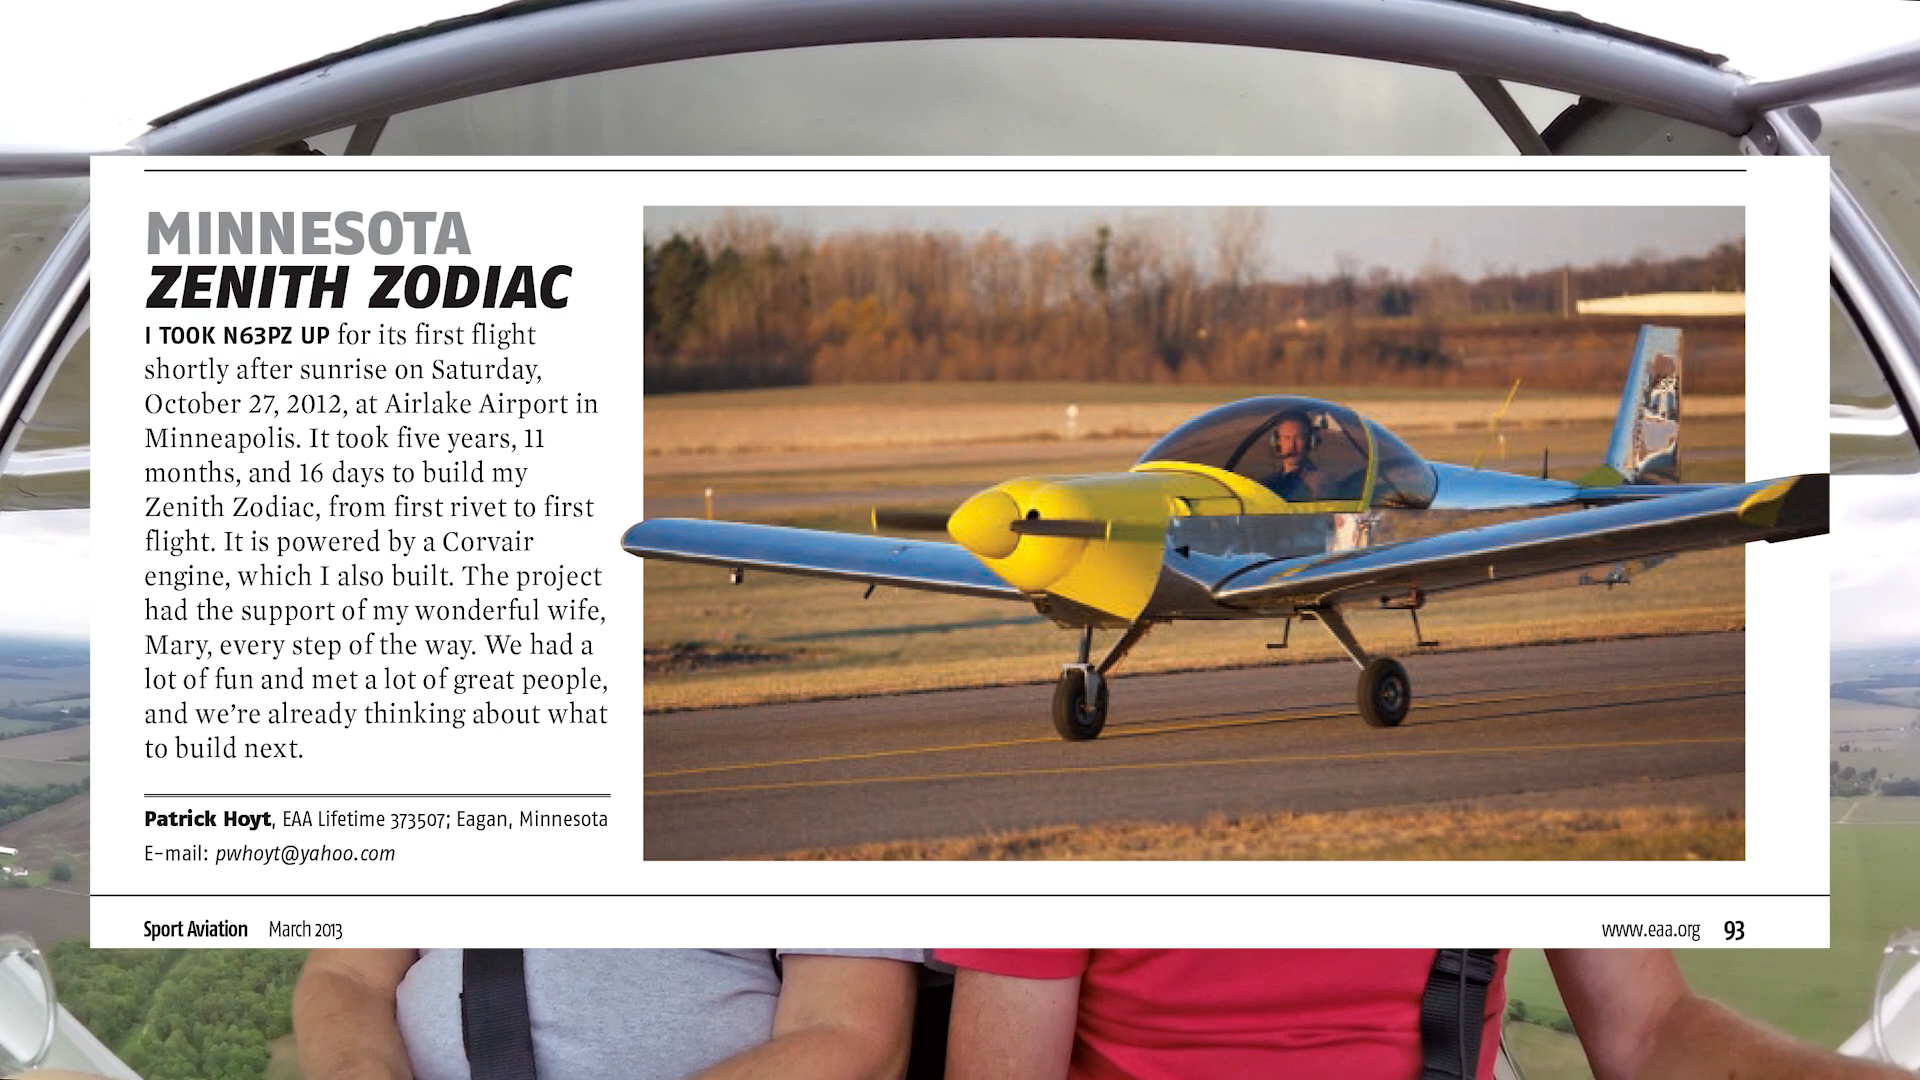 MINNESOTA
ZENITH ZODIAC
I TOOK N63PZ UP for its first flight
shortly after sunrise on Saturday,
October 27, 2012, at Airlake Airport in
Minneapolis. It took five years, 11
months, and 16 days to build my
Zenith Zodiac, from first rivet to first
flight. It is powered by a Corvair
engine, which I also built. The project
had the support of my wonderful wife,
Mary, every step of the way. We had a
lot of fun and met a lot of great people,
and we're already thinking about what
to build next.
Patrick Hoyt, EAA Lifetime 373507; Eagan, Minnesota
E-mail: pwhoyt@yahoo.com
Sport Aviation March 2013
www.eaa.org 93